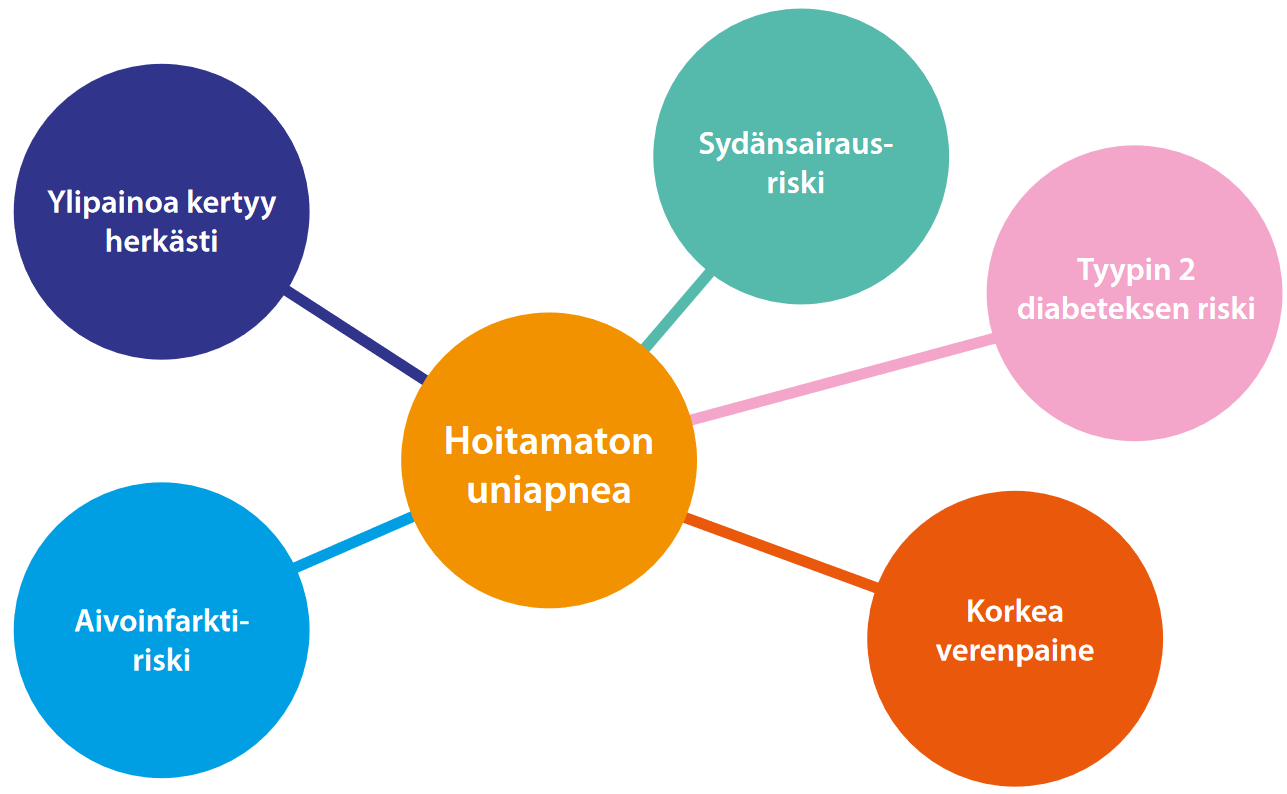 Sydänsairaus-
riski
Ylipainoa kertyy
herkästi
Tyypin 2
diabeteksen riski
Hoitamaton
uniapnea
Aivoinfarkti-
riski
Korkea
verenpaine